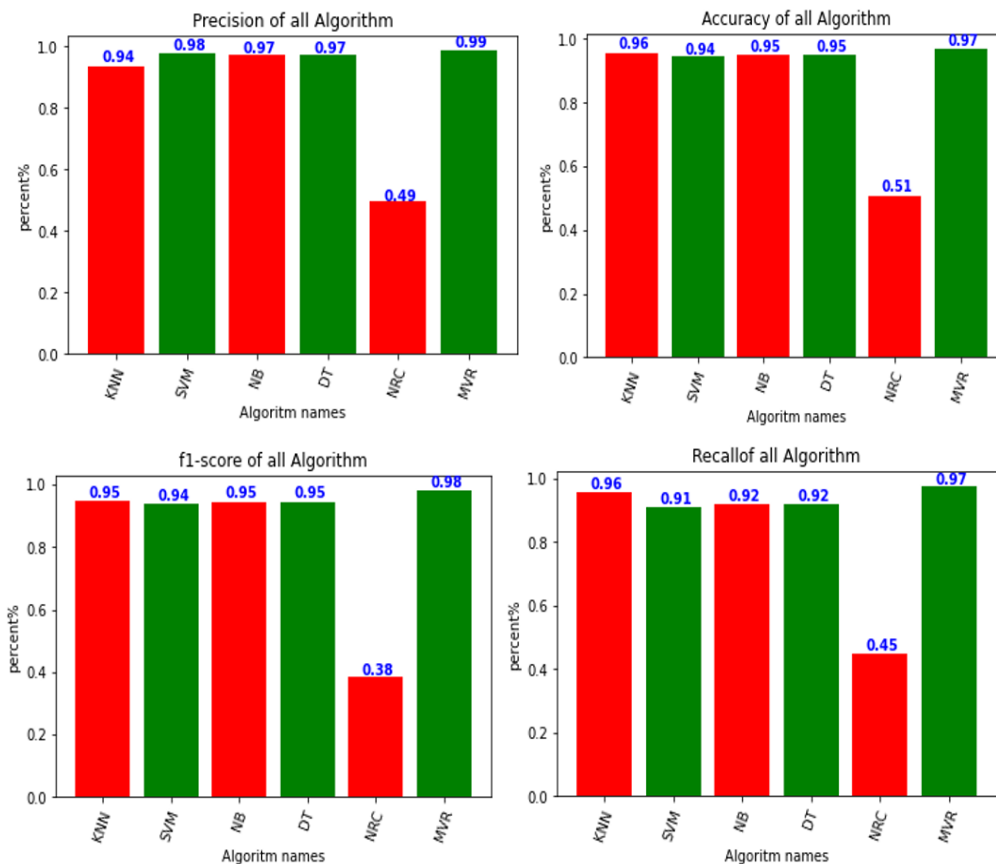 Precision of all Algorithm
1.0
0.8
0.6
0.4
0.2
0.0
percent%
0.94
0.98
0.97
0.97
0.49
0.99
KNN
SVM
NB
DT
NRC
MVR
Algoritm names
Accuracy of all Algorithm
1.0
0.8
0.6
0.4
0.2
0.0
percent%
0.96
0.94
0.95
0.95
0.51
0.97
KNN
SVM
NB
DT
NRC
MVR
Algoritm names
f1-score of all Algorithm
1.0
0.8
0.6
0.4
0.2
0.0
percent%
0.95
0.94
0.95
0.95
0.38
0.98
KNN
SVM
NB
DT
NRC
MVR
Algoritm names
Recallof all Algorithm
1.0
0.8
0.6
0.4
0.2
0.0
percent%
0.96
0.91
0.92
0.92
0.45
0.97
KNN
SVM
NB
DT
NRC
MVR
Algoritm names